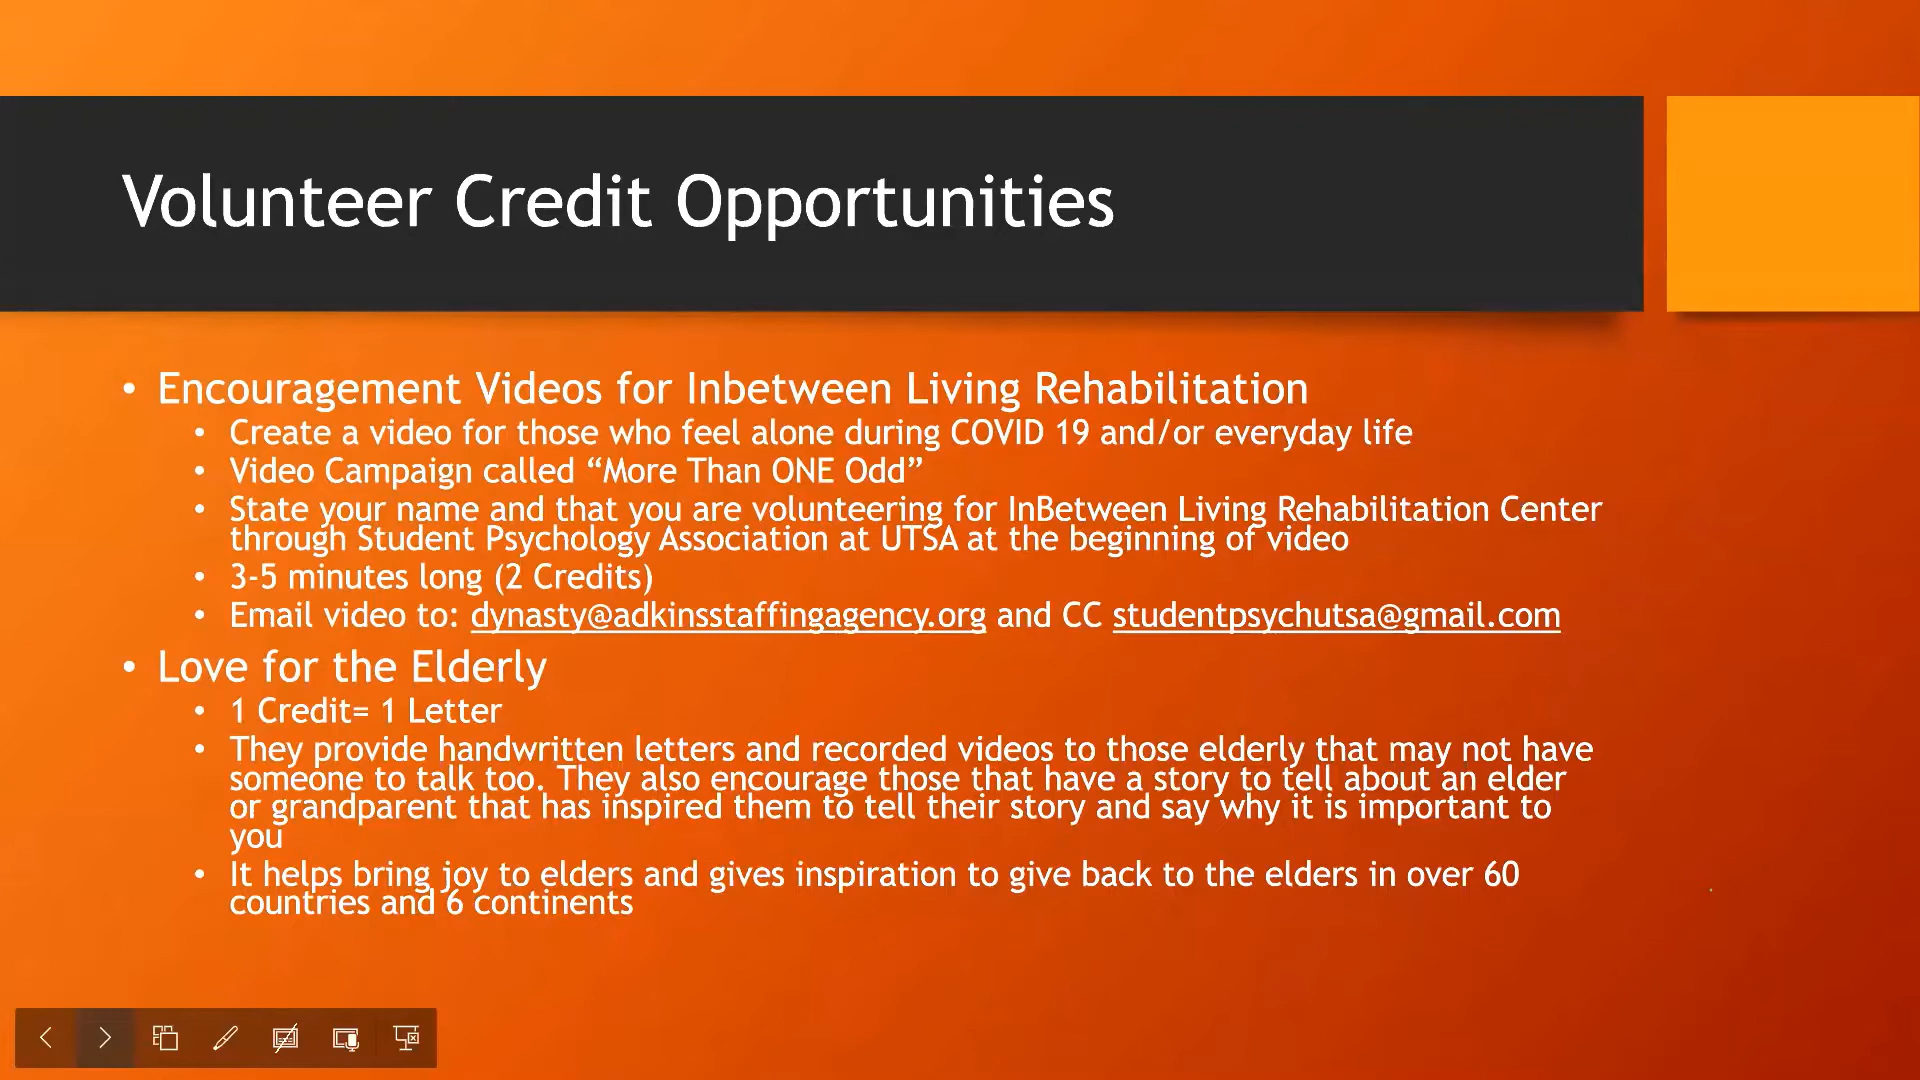 Volunteer Credit Opportunities
• Encouragement Videos for Inbetween Living Rehabilitation
• Create a video for those who feel alone during COVID 19 and/or everyday life
• Video Campaign called “More Than ONE Odd”
• State your name and that you are volunteering for InBetween Living Rehabilitation Center
through Student Psychology Association at UTSA at the beginning of video
• 3-5 minutes long (2 Credits)
• Email video to: dynasty@adkinsstaffingagency.org and CC studentpsychutsa@gmail.com
• Love for the Elderly
• 1 Credit= 1 Letter
• They provide handwritten letters and recorded videos to those elderly that may not have
someone to talk too. They also encourage those that have a story to tell about an elder
or grandparent that has inspired them to tell their story and say why it is important to
you
• It helps bring joy to elders and gives inspiration to give back to the elders in over 60
countries and 6 continents